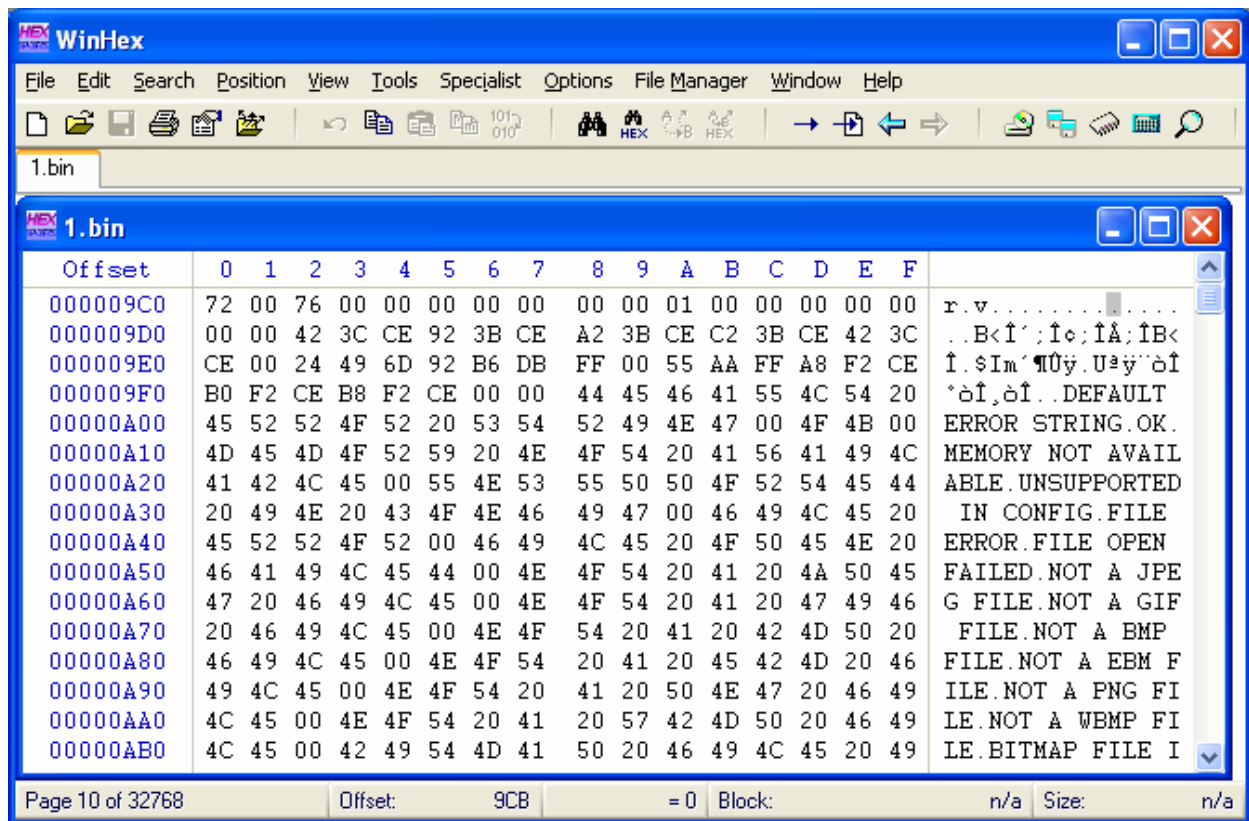 WinHex
File Edit Search Position View Tools Specialist Options File Manager Window Help
1.bin
1.bin
Offset 0 1 2 3 4 5 6 7 8 9 A B C D E F
000009C0 72 00 76 00 00 00 00 00 00 00 01 00 00 00 00 00 r.v.............
000009D0 00 00 42 3C CE 92 3B CE A2 3B CE C2 3B CE 42 3C ..B<Î´;Î¢;ÎÂ;ÎB<
000009E0 CE 00 24 49 6D 92 B6 DB FF 00 55 AA FF A8 F2 CE Î.$Im´¶Ûÿ.Uªÿ¨òÎ
000009F0 B0 F2 CE B8 F2 CE 00 00 44 45 46 41 55 4C 54 20 °òÎ¸òÎ..DEFAULT
00000A00 45 52 52 4F 52 20 53 54 52 49 4E 47 00 4F 4B 00 ERROR STRING.OK.
00000A10 4D 45 4D 4F 52 59 20 4E 4F 54 20 41 56 41 49 4C MEMORY NOT AVAIL
00000A20 41 42 4C 45 00 55 4E 53 55 50 50 4F 52 54 45 44 ABLE.UNSUPPORTED
00000A30 20 49 4E 20 43 4F 4E 46 49 47 00 46 49 4C 45 20 IN CONFIG.FILE
00000A40 45 52 52 4F 52 00 46 49 4C 45 20 4F 50 45 4E 20 ERROR.FILE OPEN
00000A50 46 41 49 4C 45 44 00 4E 4F 54 20 41 20 4A 50 45 FAILED.NOT A JPE
00000A60 47 20 46 49 4C 45 00 4E 4F 54 20 41 20 47 49 46 G FILE.NOT A GIF
00000A70 20 46 49 4C 45 00 4E 4F 54 20 41 20 42 4D 50 20 FILE.NOT A BMP
00000A80 46 49 4C 45 00 4E 4F 54 20 41 20 45 42 4D 20 46 FILE.NOT A EBM F
00000A90 49 4C 45 00 4E 4F 54 20 41 20 50 4E 47 20 46 49 ILE.NOT A PNG FI
00000AA0 4C 45 00 4E 4F 54 20 41 20 57 42 4D 50 20 46 49 LE.NOT A WBMP FI
00000AB0 4C 45 00 42 49 54 4D 41 50 20 46 49 4C 45 20 49 LE.BITMAP FILE I
Page 10 of 32768 Offset: 9CB = 0 Block: n/a Size: n/a